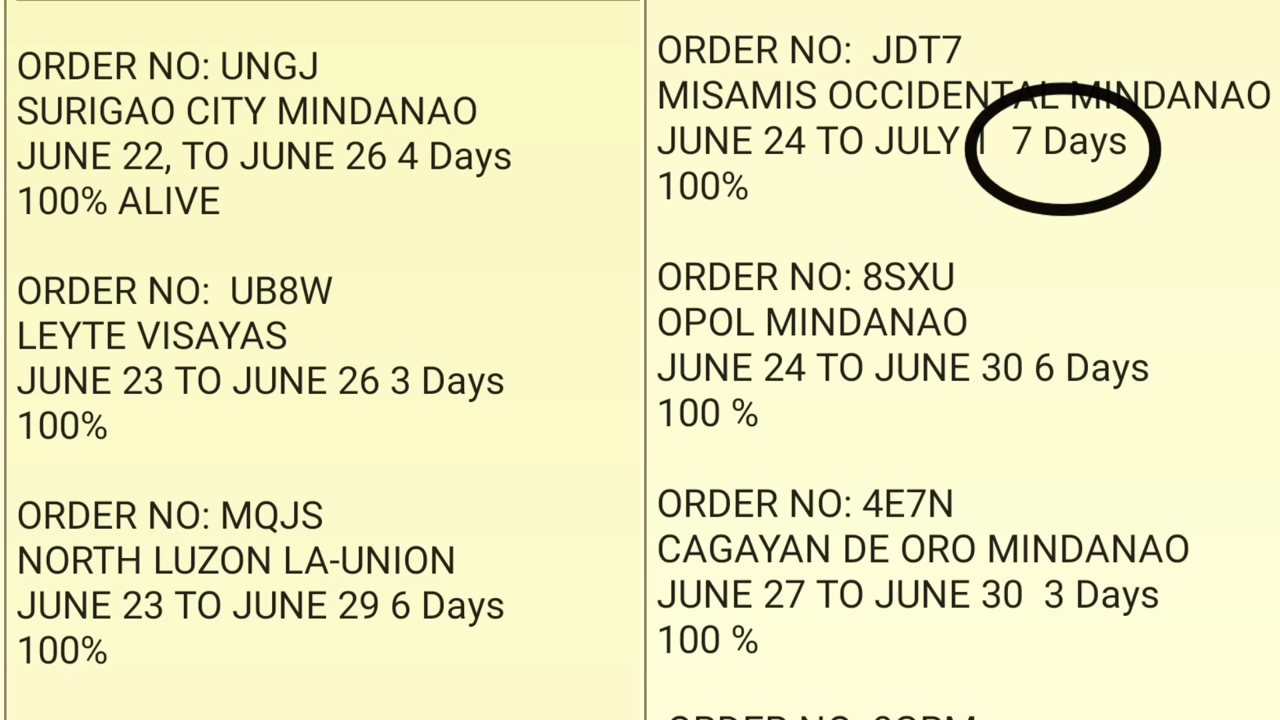 ORDER NO: UNGJ
SURIGAO CITY MINDANAO
JUNE 22, TO JUNE 26 4 Days
100% ALIVE
ORDER NO: UB8W
LEYTE VISAYAS
JUNE 23 TO JUNE 26 3 Days
100%
ORDER NO: MQJS
NORTH LUZON LA-UNION
JUNE 23 TO JUNE 29 6 Days
100%
ORDER NO: JDT7
MISAMIS OCCIDENTAL MINDANAO
JUNE 24 TO JULY 1 7 Days
100%
ORDER NO: 8SXU
OPOL MINDANAO
JUNE 24 TO JUNE 30 6 Days
100 %
ORDER NO: 4E7N
CAGAYAN DE ORO MINDANAO
JUNE 27 TO JUNE 30 3 Days
100 %
ORDER NO: